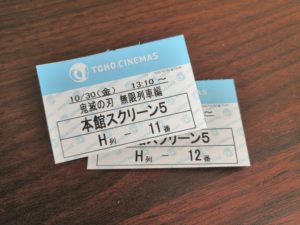 TOHO CINEMAS
10/30(金) 13:10～
鬼滅の刃 無限列車編
本館スクリーン5
H列 － 11番
スクリーン5
H列 － 12番